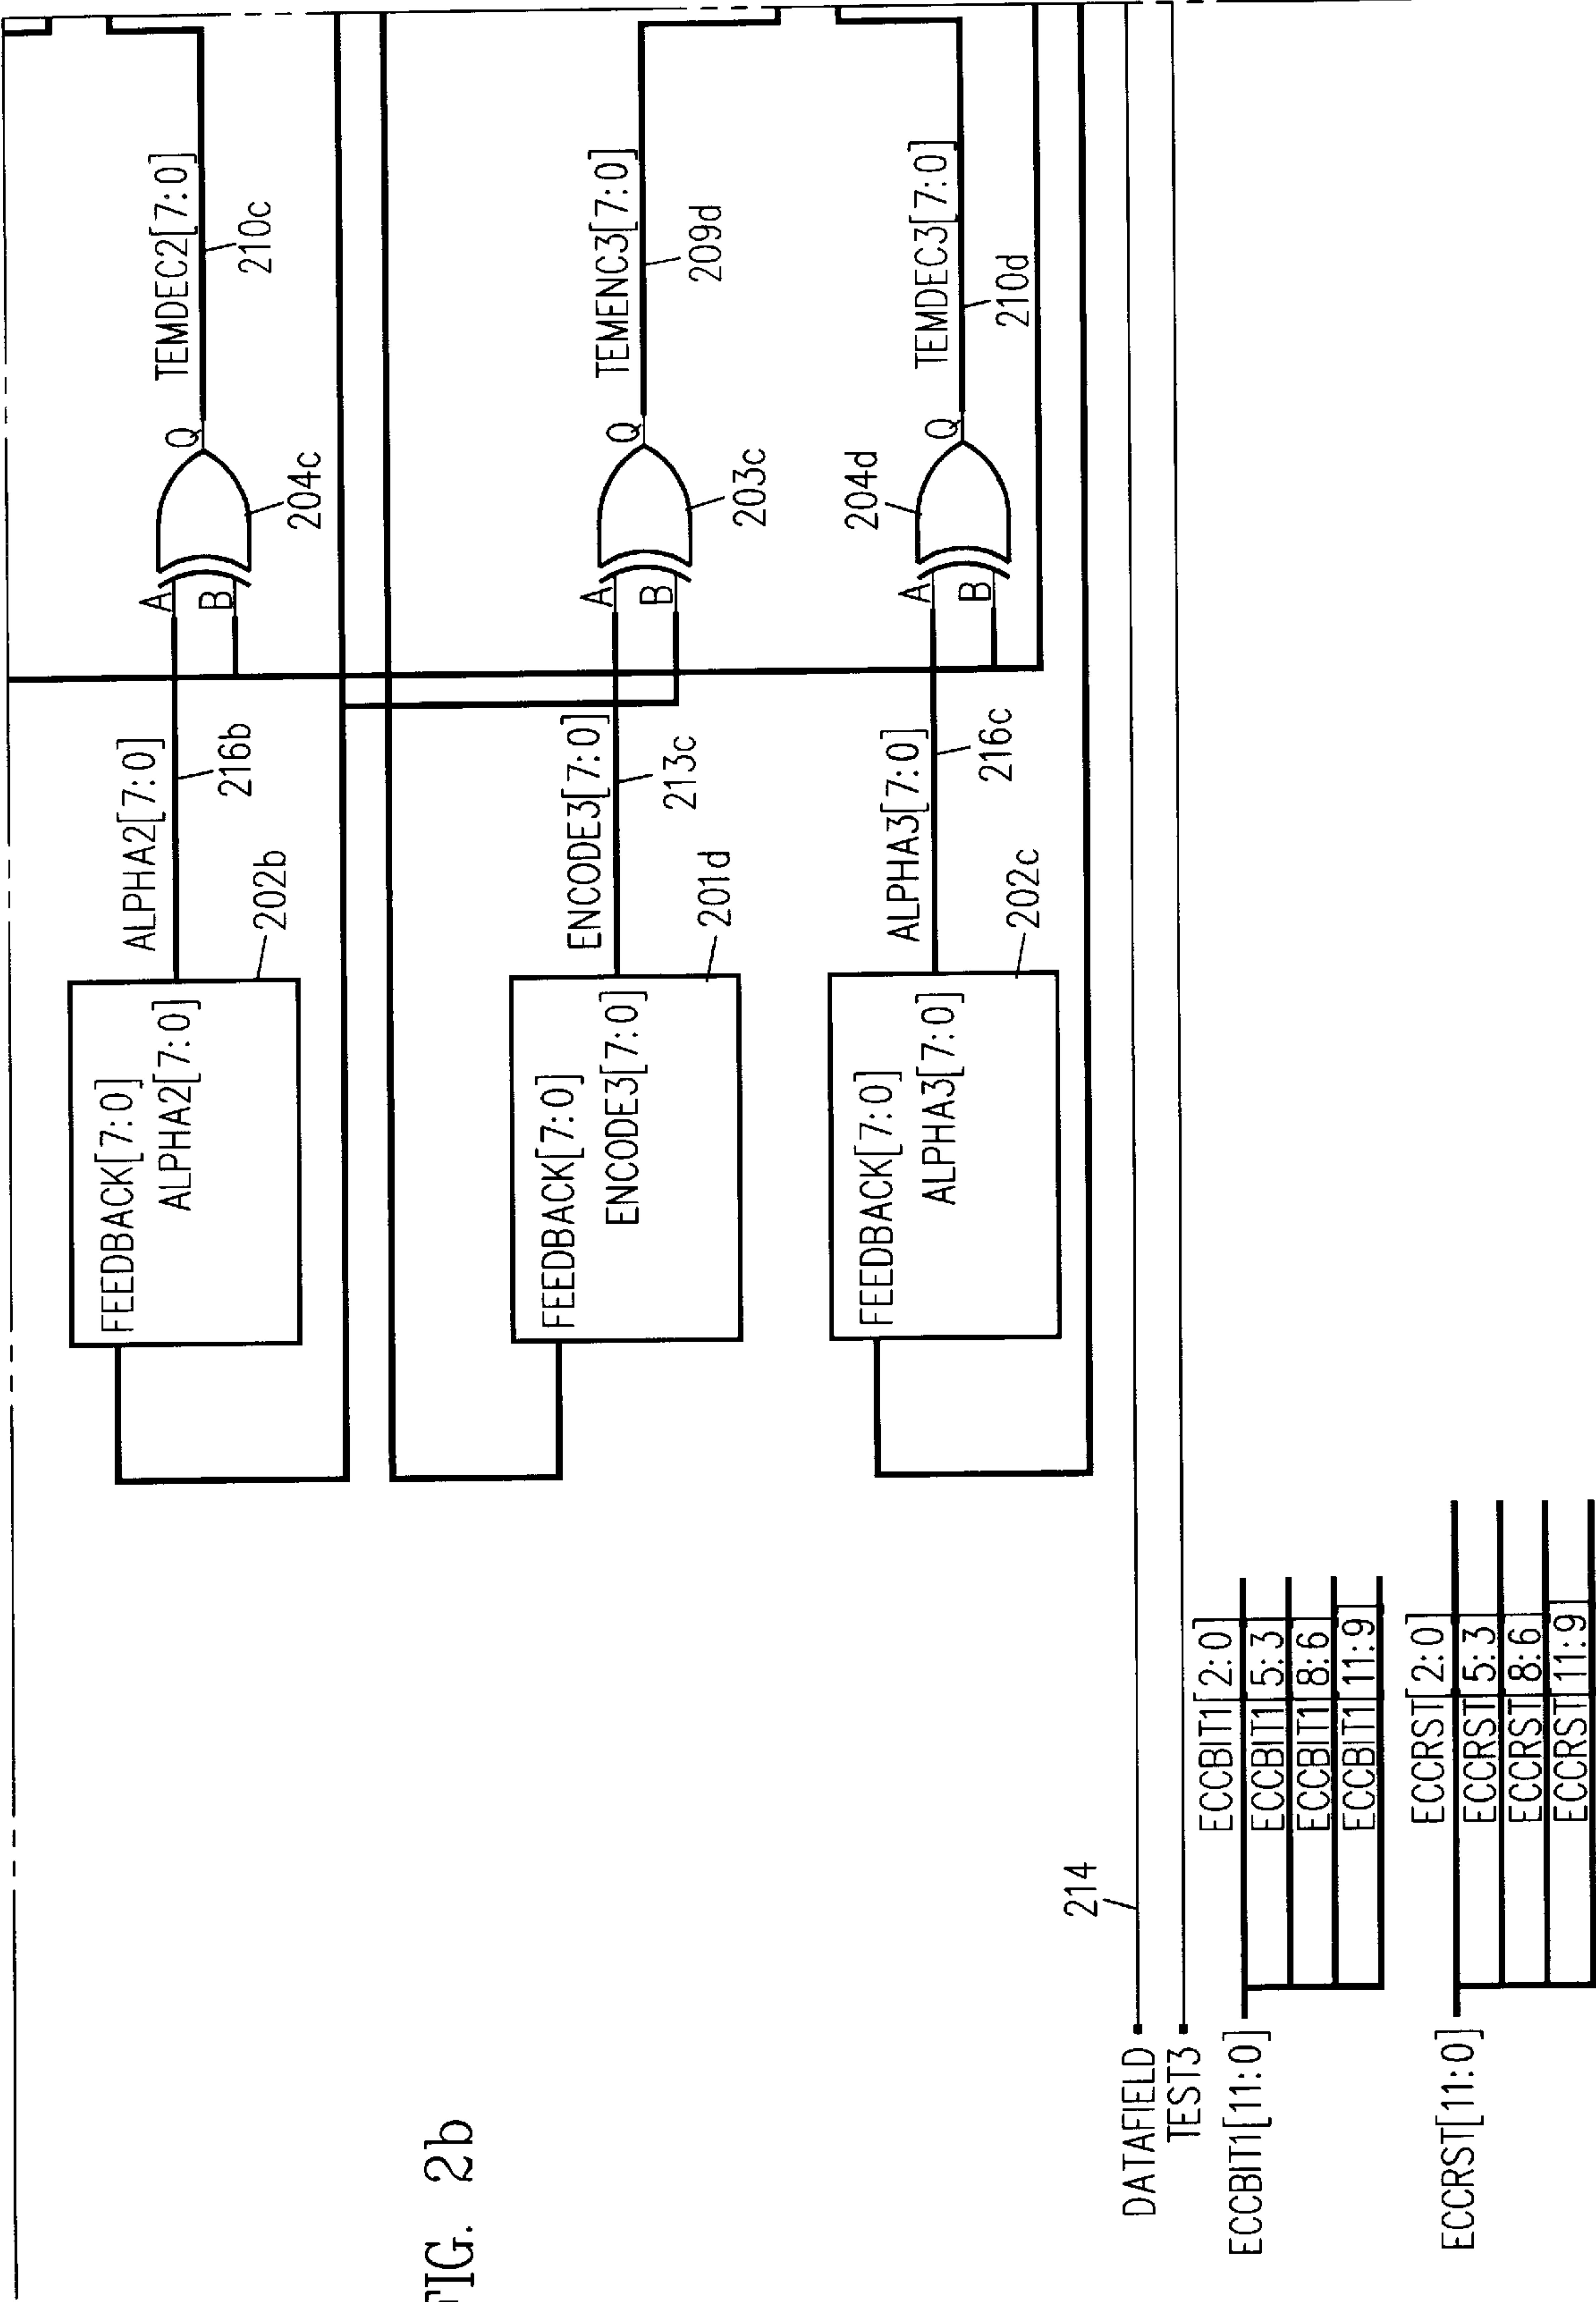 FEEDBACK[7:0]
ALPHA2[7:0]
202b
ALPHA2[7:0]
216b
A
B
Q
204c
TEMDEC2[7:0]
210c
FEEDBACK[7:0]
ENCODE3[7:0]
201d
ENCODE3[7:0]
213c
A
B
Q
203c
TEMENC3[7:0]
209d
FEEDBACK[7:0]
ALPHA3[7:0]
202c
ALPHA3[7:0]
216c
A
B
Q
204d
TEMDEC3[7:0]
210d
214
DATAFIELD
TEST3
ECCBIT1[11:0]
ECCBIT1[2:0]
ECCBIT1[5:3]
ECCBIT1[8:6]
ECCBIT1[11:9]
ECCRST[11:0]
ECCRST[2:0]
ECCRST[5:3]
ECCRST[8:6]
ECCRST[11:9]
FIG. 2b